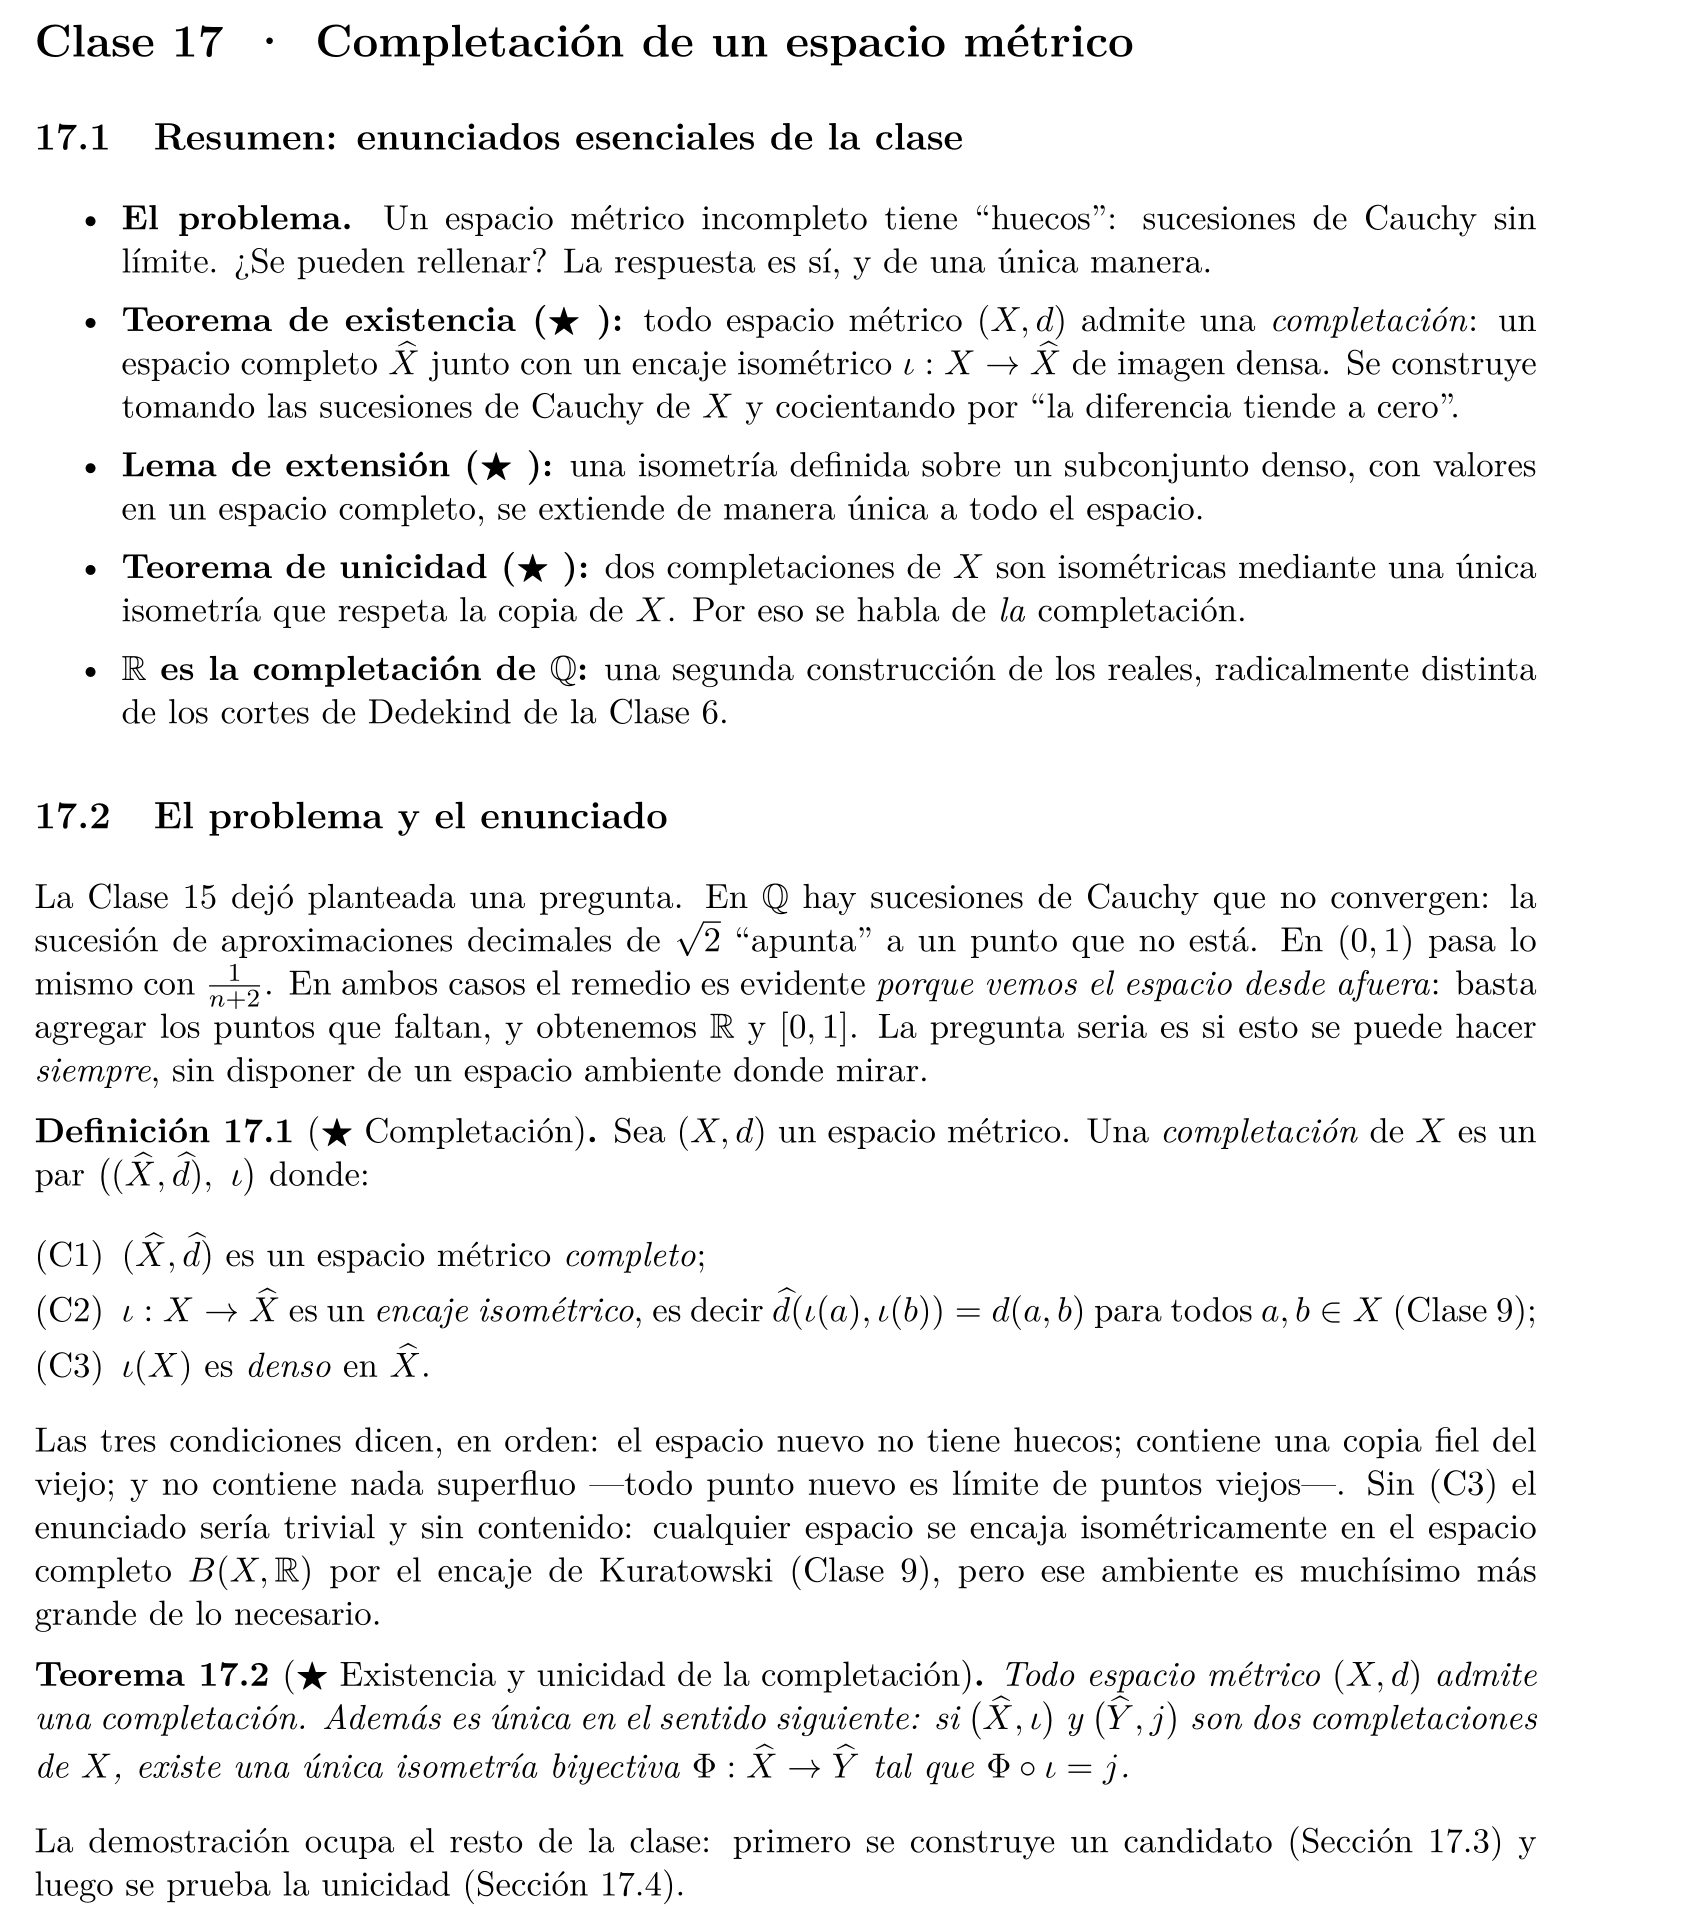 Clase 17 · Completación de un espacio métrico
17.1 Resumen: enunciados esenciales de la clase
• El problema. Un espacio métrico incompleto tiene “huecos”: sucesiones de Cauchy sin
límite. ¿Se pueden rellenar? La respuesta es sí, y de una única manera.
• Teorema de existencia (★ ): todo espacio métrico (X, d) admite una completación: un
espacio completo X̂ junto con un encaje isométrico ι : X → X̂ de imagen densa. Se construye
tomando las sucesiones de Cauchy de X y cocientando por “la diferencia tiende a cero”.
• Lema de extensión (★ ): una isometría definida sobre un subconjunto denso, con valores
en un espacio completo, se extiende de manera única a todo el espacio.
• Teorema de unicidad (★ ): dos completaciones de X son isométricas mediante una única
isometría que respeta la copia de X. Por eso se habla de la completación.
• ℝ es la completación de ℚ: una segunda construcción de los reales, radicalmente distinta
de los cortes de Dedekind de la Clase 6.
17.2 El problema y el enunciado
La Clase 15 dejó planteada una pregunta. En ℚ hay sucesiones de Cauchy que no convergen: la
sucesión de aproximaciones decimales de √2 “apunta” a un punto que no está. En (0, 1) pasa lo
mismo con 1/(n+2). En ambos casos el remedio es evidente porque vemos el espacio desde afuera: basta
agregar los puntos que faltan, y obtenemos ℝ y [0, 1]. La pregunta seria es si esto se puede hacer
siempre, sin disponer de un espacio ambiente donde mirar.
Definición 17.1 (★ Completación). Sea (X, d) un espacio métrico. Una completación de X es un
par ((X̂, d̂), ι) donde:
(C1) (X̂, d̂) es un espacio métrico completo;
(C2) ι : X → X̂ es un encaje isométrico, es decir d̂(ι(a), ι(b)) = d(a, b) para todos a, b ∈ X (Clase 9);
(C3) ι(X) es denso en X̂.
Las tres condiciones dicen, en orden: el espacio nuevo no tiene huecos; contiene una copia fiel del
viejo; y no contiene nada superfluo —todo punto nuevo es límite de puntos viejos—. Sin (C3) el
enunciado sería trivial y sin contenido: cualquier espacio se encaja isométricamente en el espacio
completo B(X, ℝ) por el encaje de Kuratowski (Clase 9), pero ese ambiente es muchísimo más
grande de lo necesario.
Teorema 17.2 (★ Existencia y unicidad de la completación). Todo espacio métrico (X, d) admite
una completación. Además es única en el sentido siguiente: si (X̂, ι) y (Ŷ, j) son dos completaciones
de X, existe una única isometría biyectiva Φ : X̂ → Ŷ tal que Φ ∘ ι = j.
La demostración ocupa el resto de la clase: primero se construye un candidato (Sección 17.3) y
luego se prueba la unicidad (Sección 17.4).